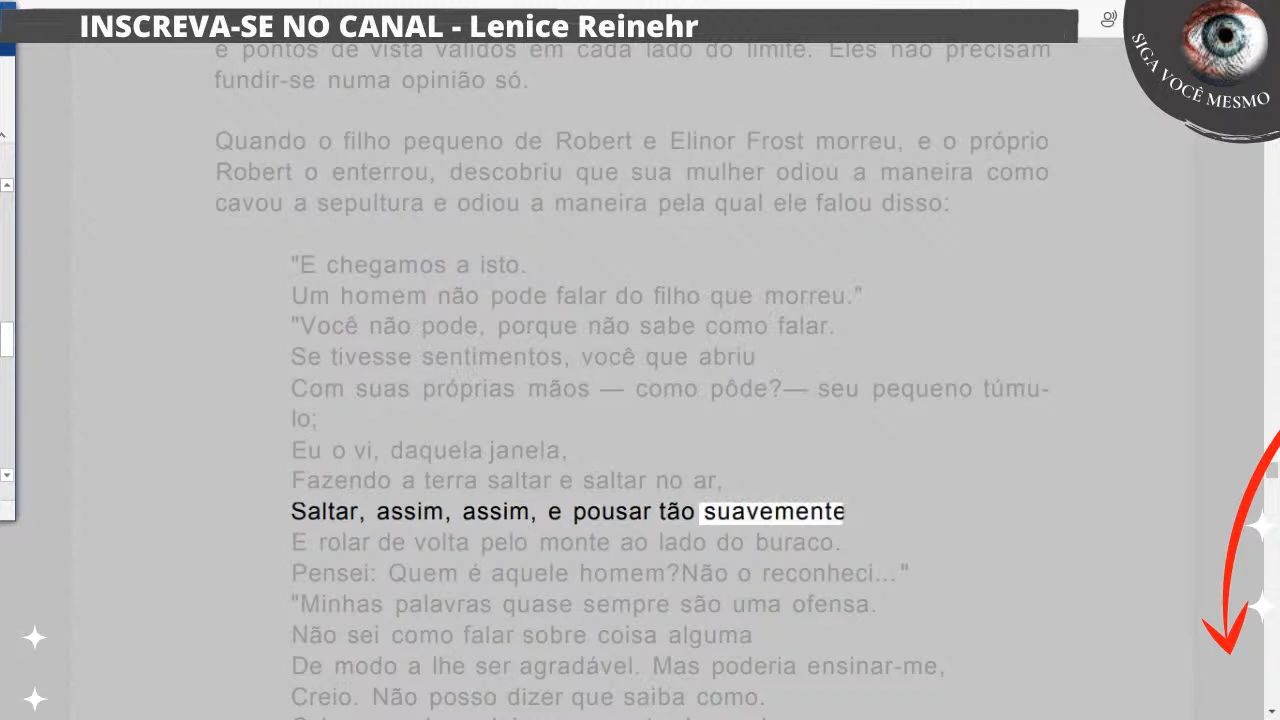 INSCREVA-SE NO CANAL - Lenice Reinehr
SIGA VOCÊ MESMO
e pontos de vista válidos em cada lado do limite. Eles não precisam
fundir-se numa opinião só.
Quando o filho pequeno de Robert e Elinor Frost morreu, e o próprio
Robert o enterrou, descobriu que sua mulher odiou a maneira como
cavou a sepultura e odiou a maneira pela qual ele falou disso:
"E chegamos a isto.
Um homem não pode falar do filho que morreu."
"Você não pode, porque não sabe como falar.
Se tivesse sentimentos, você que abriu
Com suas próprias mãos — como pôde?— seu pequeno túmu-
lo;
Eu o vi, daquela janela,
Fazendo a terra saltar e saltar no ar,
Saltar, assim, assim, e pousar tão suavemente
E rolar de volta pelo monte ao lado do buraco.
Pensei: Quem é aquele homem?Não o reconheci..."
"Minhas palavras quase sempre são uma ofensa.
Não sei como falar sobre coisa alguma
De modo a lhe ser agradável. Mas poderia ensinar-me,
Creio. Não posso dizer que saiba como.